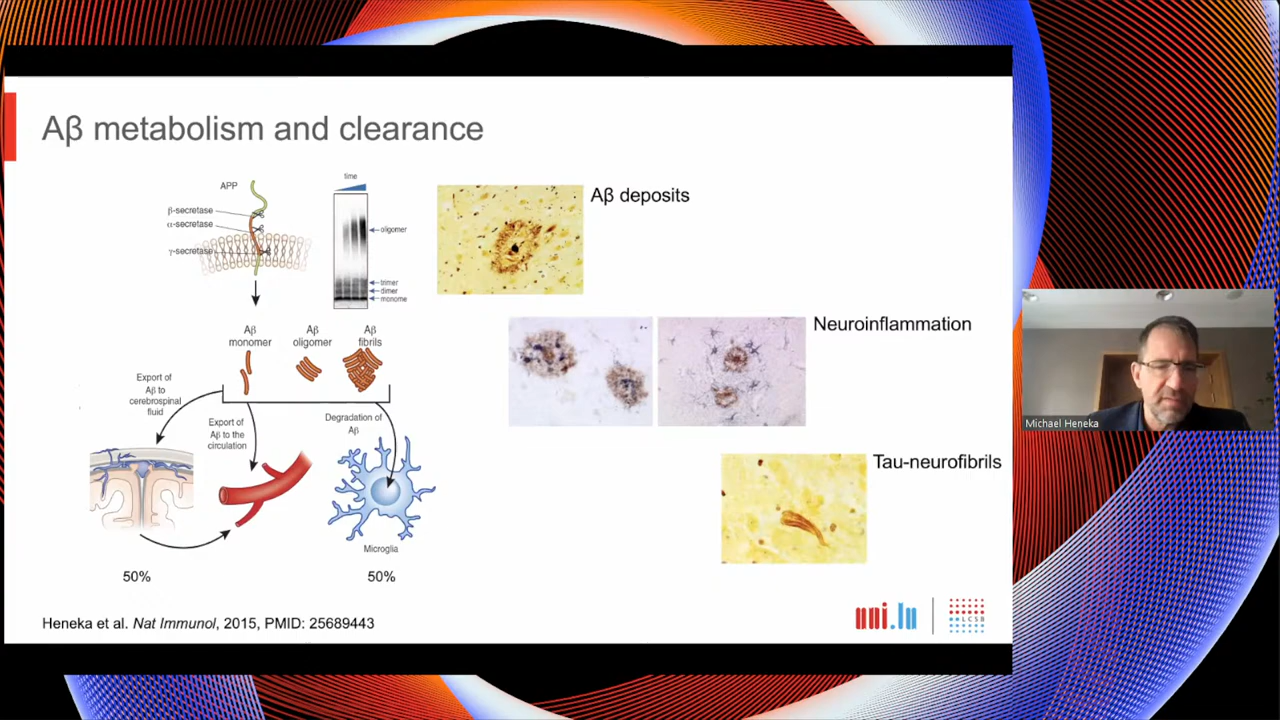 Aβ metabolism and clearance
APP
β-secretase
α-secretase
γ-secretase
time
oligomer
trimer
dimer
monome
Aβ
monomer
Aβ
oligomer
Aβ
fibrils
Export of
Aβ to
cerebrospinal
fluid
Export of
Aβ to the
circulation
Degradation of
Aβ
Microglia
50%
50%
Aβ deposits
Neuroinflammation
Tau-neurofibrils
Heneka et al. Nat Immunol, 2015, PMID: 25689443
uni.lu
LCSB
Michael Heneka